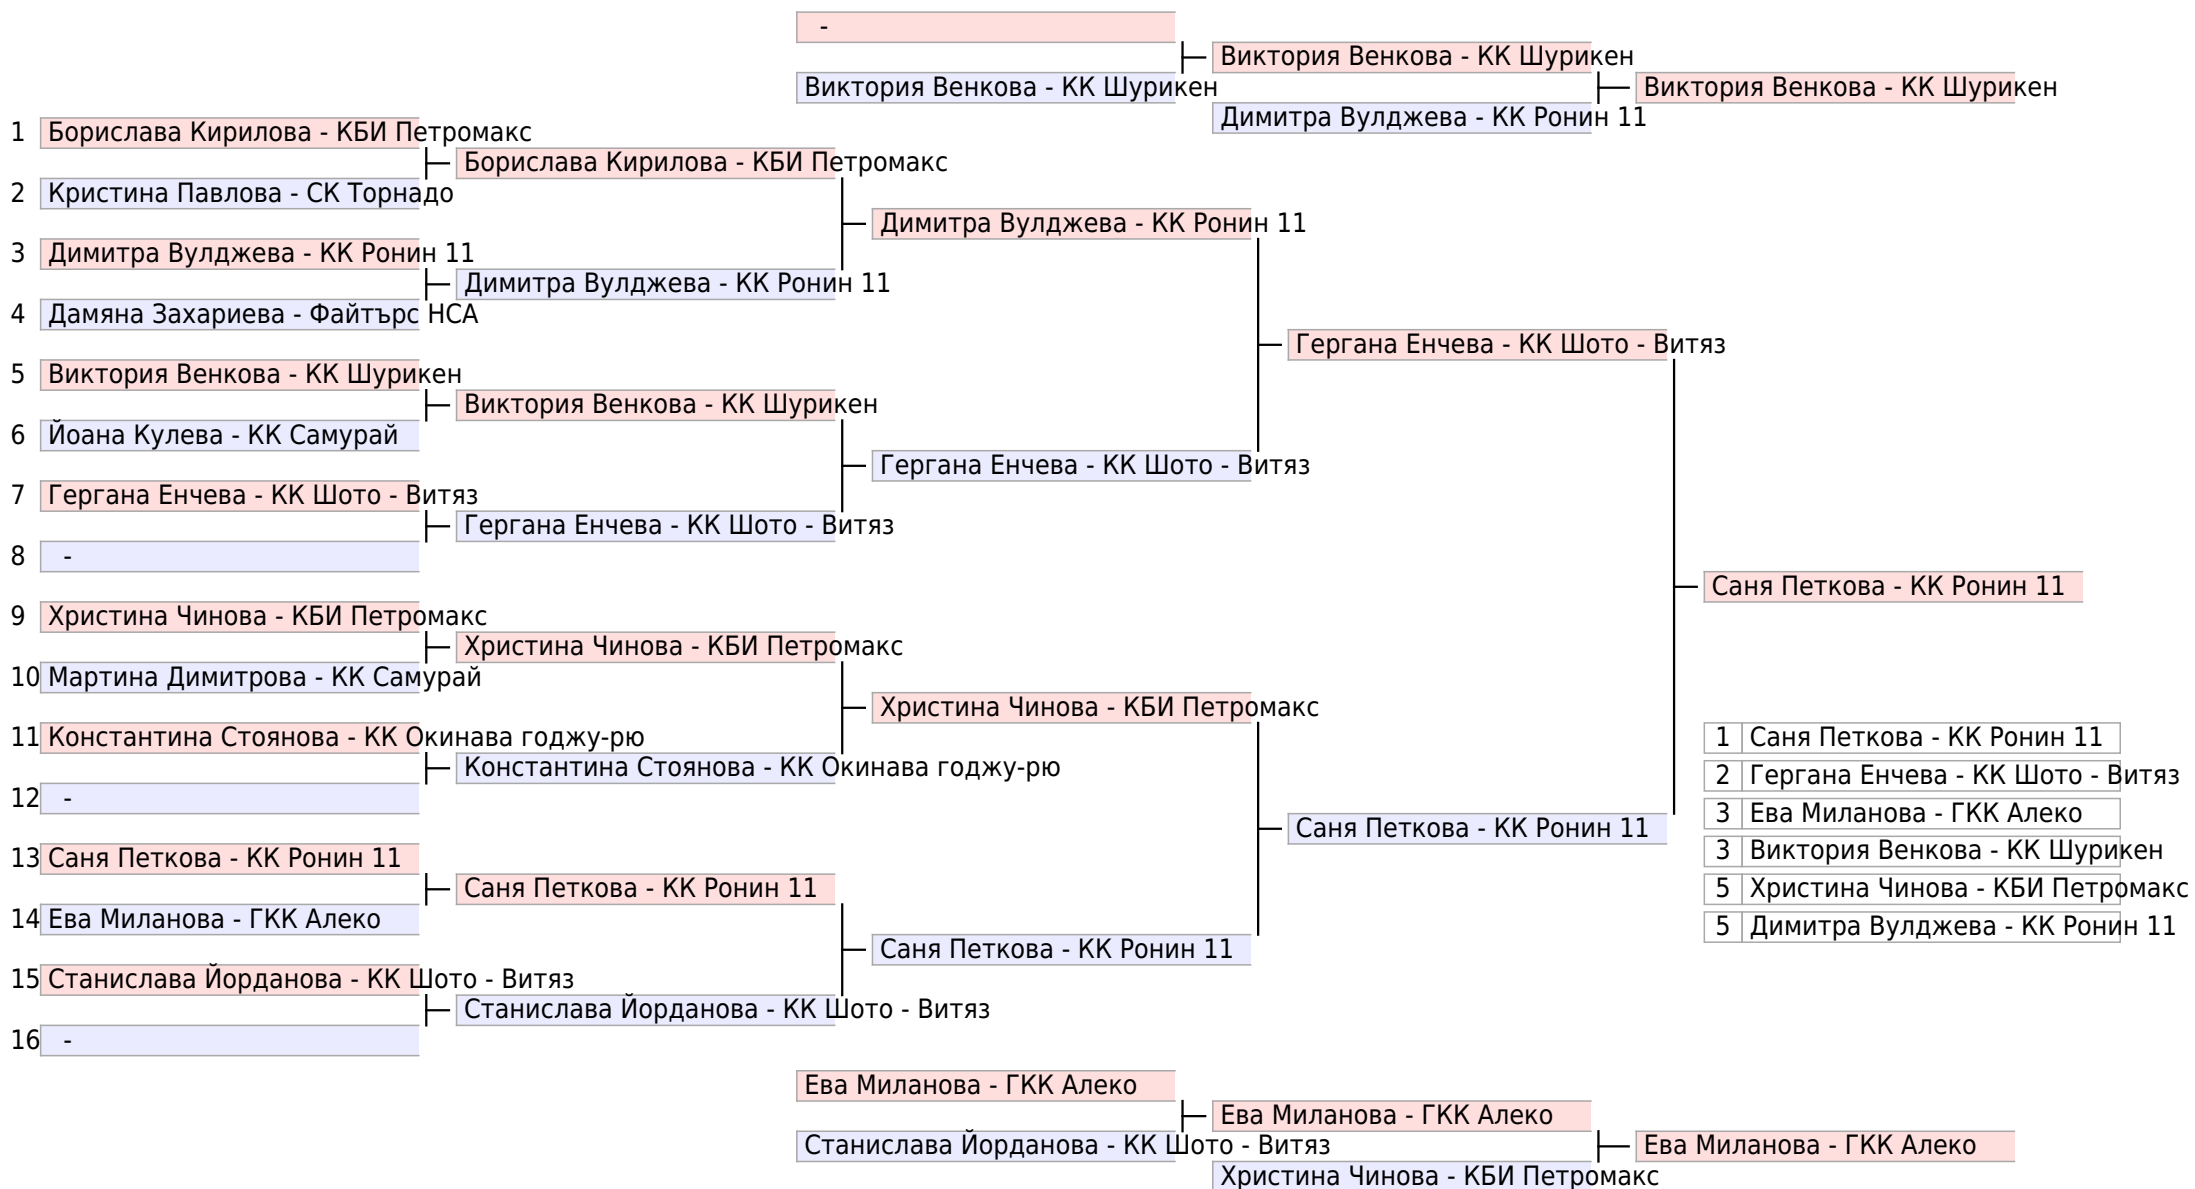 -
Виктория Венкова - КК Шурикен
Виктория Венкова - КК Шурикен
Виктория Венкова - КК Шурикен
Димитра Вулджева - КК Ронин 11
1 Борислава Кирилова - КБИ Петромакс
Борислава Кирилова - КБИ Петромакс
2 Кристина Павлова - СК Торнадо
Димитра Вулджева - КК Ронин 11
3 Димитра Вулджева - КК Ронин 11
Димитра Вулджева - КК Ронин 11
4 Дамяна Захариева - Файтърс НСА
Гергана Енчева - КК Шото - Витяз
5 Виктория Венкова - КК Шурикен
Виктория Венкова - КК Шурикен
6 Йоана Кулева - КК Самурай
Гергана Енчева - КК Шото - Витяз
7 Гергана Енчева - КК Шото - Витяз
Гергана Енчева - КК Шото - Витяз
8 -
Саня Петкова - КК Ронин 11
9 Христина Чинова - КБИ Петромакс
Христина Чинова - КБИ Петромакс
10 Мартина Димитрова - КК Самурай
Христина Чинова - КБИ Петромакс
11 Константина Стоянова - КК Окинава годжу-рю
Константина Стоянова - КК Окинава годжу-рю
12 -
Саня Петкова - КК Ронин 11
13 Саня Петкова - КК Ронин 11
Саня Петкова - КК Ронин 11
14 Ева Миланова - ГКК Алеко
Саня Петкова - КК Ронин 11
15 Станислава Йорданова - КК Шото - Витяз
Станислава Йорданова - КК Шото - Витяз
16 -
1 Саня Петкова - КК Ронин 11
2 Гергана Енчева - КК Шото - Витяз
3 Ева Миланова - ГКК Алеко
3 Виктория Венкова - КК Шурикен
5 Христина Чинова - КБИ Петромакс
5 Димитра Вулджева - КК Ронин 11
Ева Миланова - ГКК Алеко
Ева Миланова - ГКК Алеко
Станислава Йорданова - КК Шото - Витяз
Ева Миланова - ГКК Алеко
Христина Чинова - КБИ Петромакс